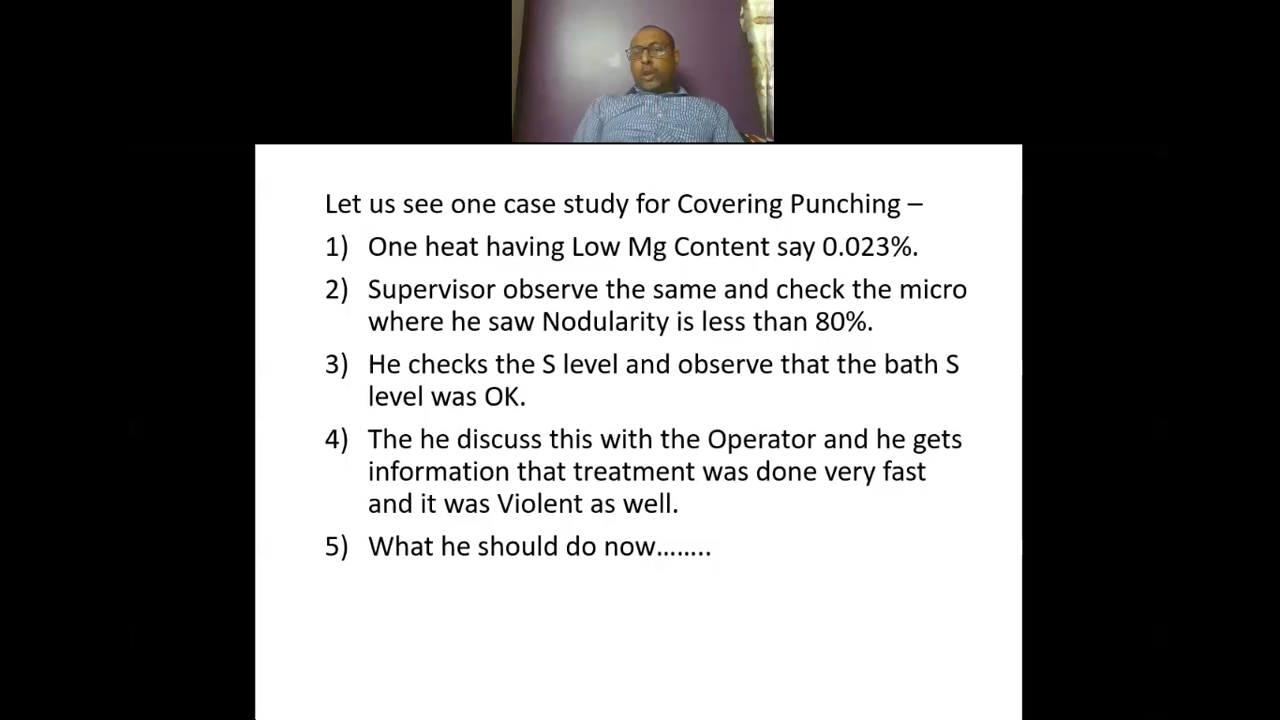 Let us see one case study for Covering Punching –
1) One heat having Low Mg Content say 0.023%.
2) Supervisor observe the same and check the micro
where he saw Nodularity is less than 80%.
3) He checks the S level and observe that the bath S
level was OK.
4) The he discuss this with the Operator and he gets
information that treatment was done very fast
and it was Violent as well.
5) What he should do now........